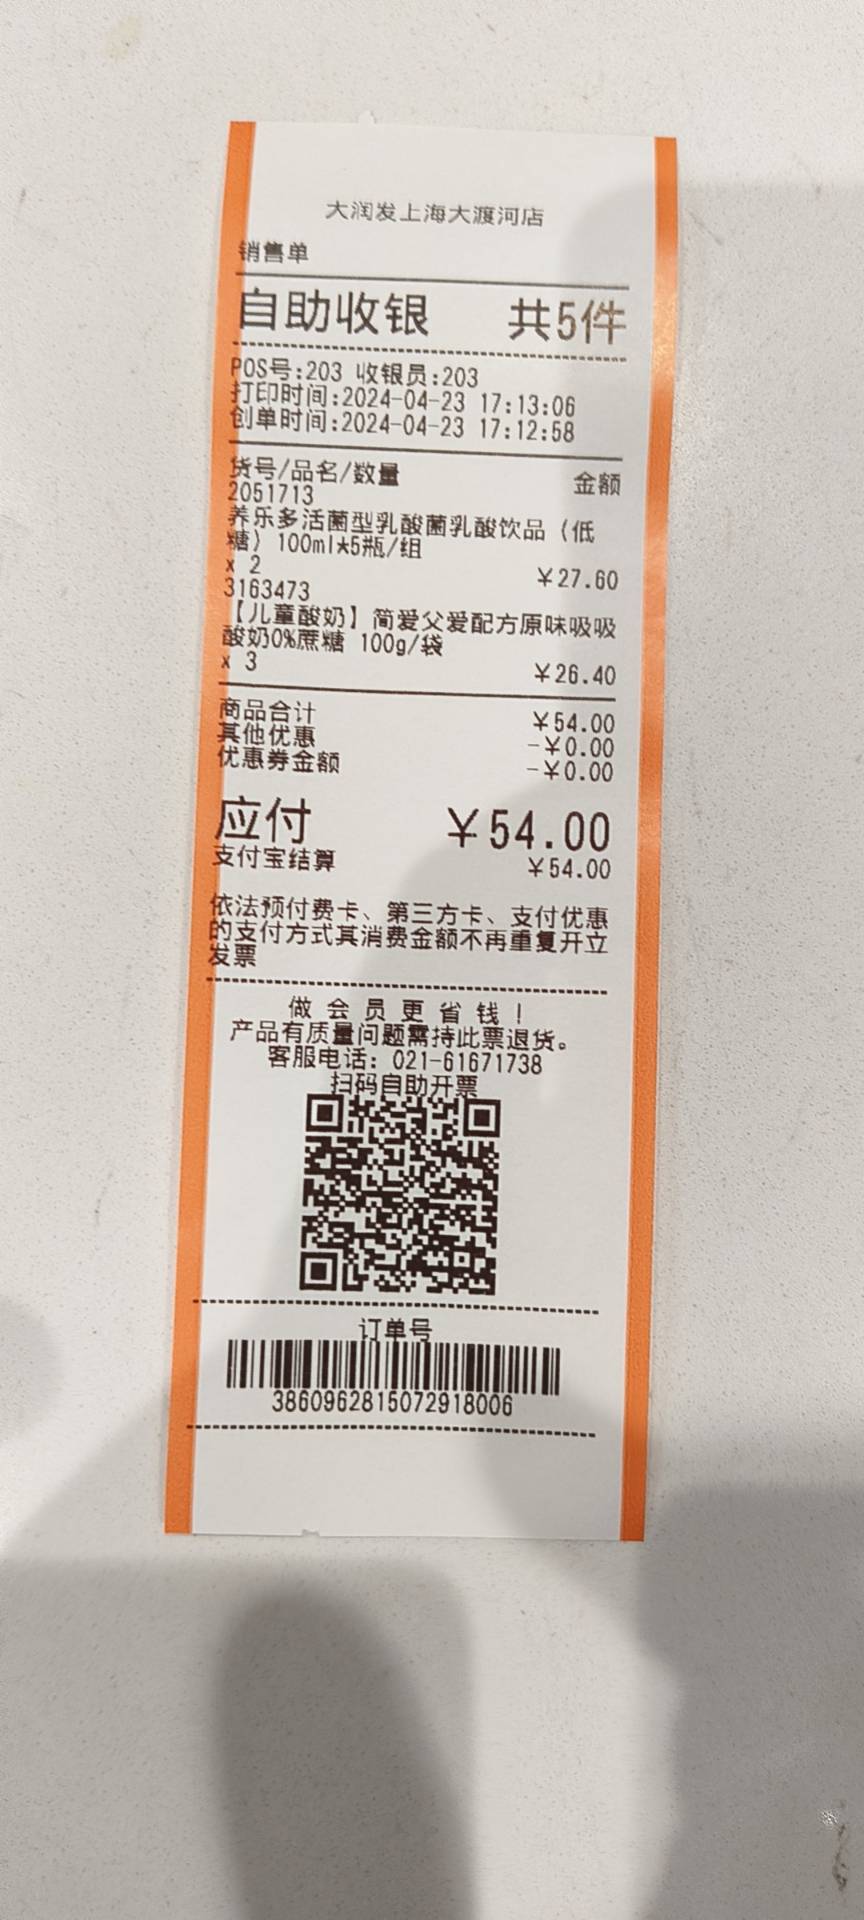 大润发上海大渡河店
销售单
自助收银 共5件
POS号:203 收银员:203
打印时间:2024-04-23 17:13:06
创单时间:2024-04-23 17:12:58
货号/品名/数量 金额
2051713
养乐多活菌型乳酸菌乳酸饮品（低
糖）100ml*5瓶/组
x 2 ￥27.60
3163473
【儿童酸奶】简爱父爱配方原味吸吸
酸奶0%蔗糖 100g/袋
x 3 ￥26.40
商品合计 ￥54.00
其他优惠 -￥0.00
优惠券金额 -￥0.00
应付 ￥54.00
支付宝结算 ￥54.00
依法预付费卡、第三方卡、支付优惠
的支付方式其消费金额不再重复开立
发票
做会员更省钱！
产品有质量问题需持此票退货。
客服电话：021-61671738
扫码自助开票
订单号
38609628150729180​06